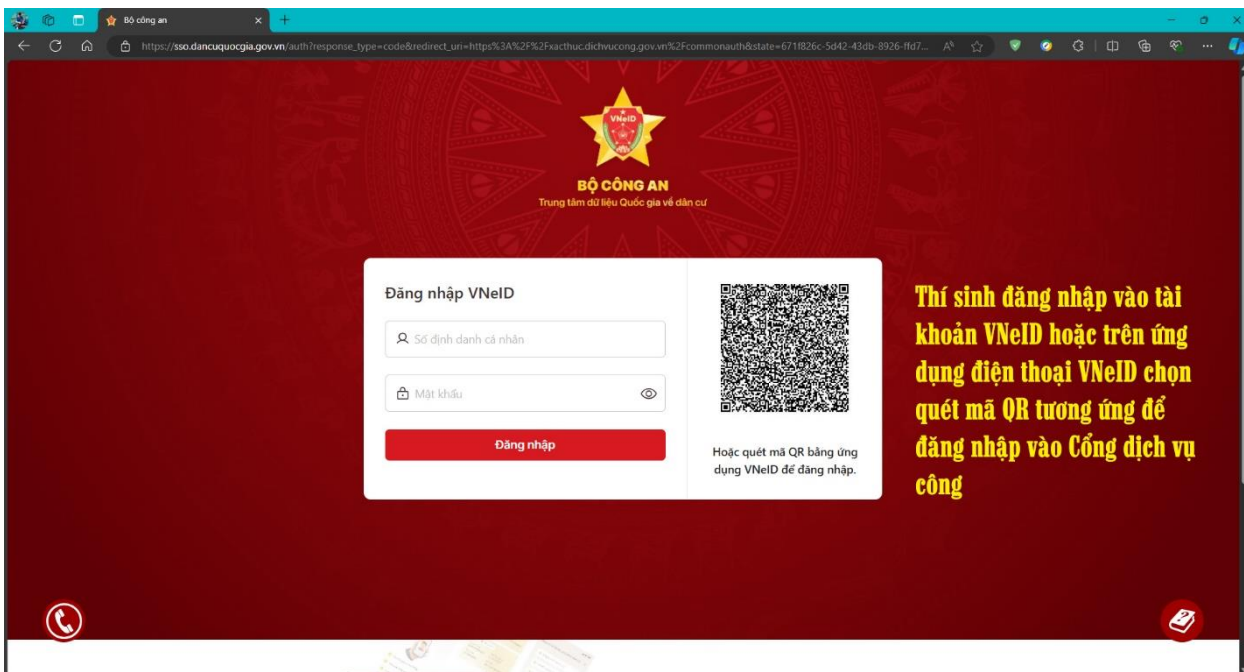 Bộ công an
https://sso.dancuquocgia.gov.vn/auth?response_type=code&redirect_uri=https%3A%2F%2Fxacthuc.dichvucong.gov.vn%2Fcommonauth&state=671f826c-5d42-43db-8926-ffd7...
VNeID
BỘ CÔNG AN
Trung tâm dữ liệu Quốc gia về dân cư
Đăng nhập VNeID
Số định danh cá nhân
Mật khẩu
Đăng nhập
Hoặc quét mã QR bằng ứng
dụng VNeID để đăng nhập.
Thí sinh đăng nhập vào tài
khoản VNeID hoặc trên ứng
dụng điện thoại VNeID chọn
quét mã QR tương ứng để
đăng nhập vào Cổng dịch vụ
công